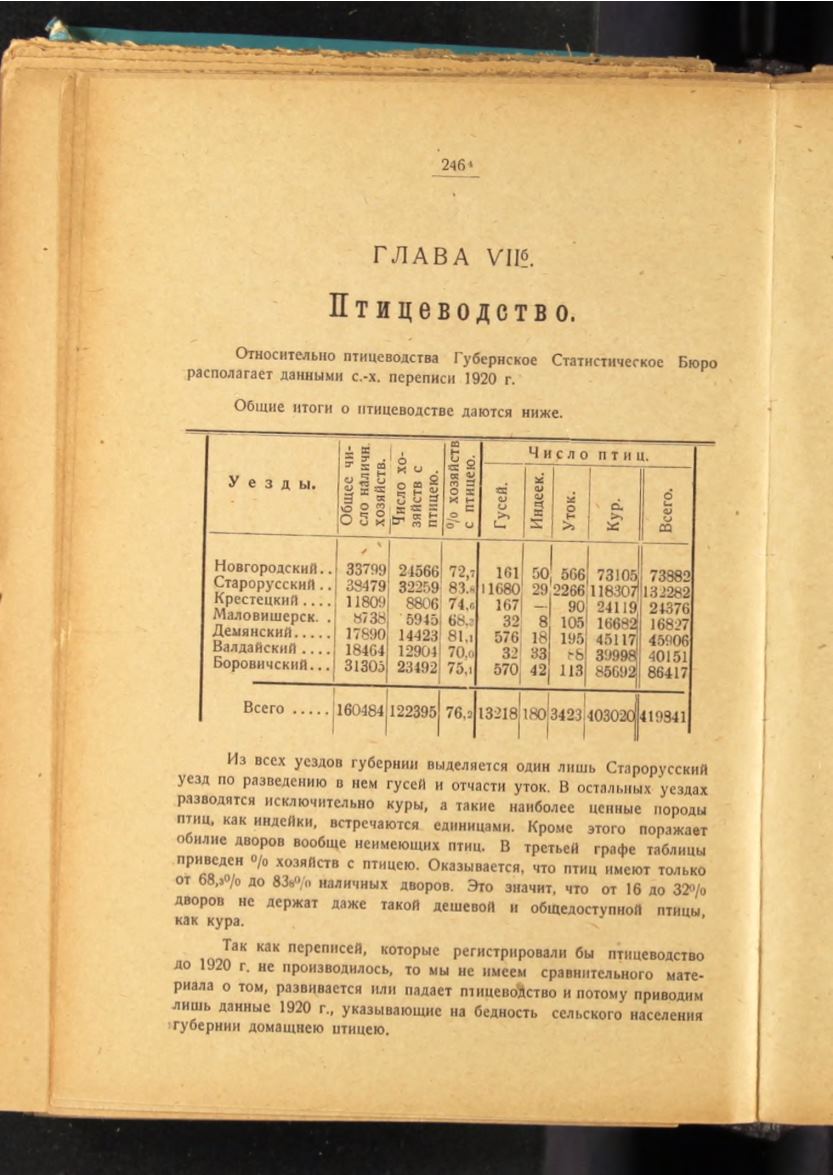 246⁴
ГЛАВА VIIб.
Птицеводство.
Относительно птицеводства Губернское Статистическое Бюро
располагает данными с.-х. переписи 1920 г.
Общие итоги о птицеводстве даются ниже.
Уезды. Общее число наличн. хозяйств. Число хозяйств с птицею. % хозяйств с птицею. Число птиц.
Гусей. Индеек. Уток. Кур. Всего.
Новгородский.. 33799 24566 72,7 161 50 566 73105 73882
Старорусский.. 38479 32259 83,8 11680 29 2266 118307 132282
Крестецкий.... 11809 8806 74,6 167 — 90 24119 24376
Маловишерск. . 8738 5945 68,3 32 8 105 16682 16827
Демянский..... 17890 14423 81,1 576 18 195 45117 45906
Валдайский.... 18464 12904 70,0 32 33 88 39998 40151
Боровичский... 31305 23492 75,1 570 42 113 85692 86417
Всего ..... 160484 122395 76,2 13218 180 3423 403020 419841
Из всех уездов губернии выделяется один лишь Старорусский
уезд по разведению в нем гусей и отчасти уток. В остальных уездах
разводятся исключительно куры, а такие наиболее ценные породы
птиц, как индейки, встречаются единицами. Кроме этого поражает
обилие дворов вообще неимеющих птиц. В третьей графе таблицы
приведен % хозяйств с птицею. Оказывается, что птиц имеют только
от 68,3% до 838% наличных дворов. Это значит, что от 16 до 32%
дворов не держат даже такой дешевой и общедоступной птицы,
как кура.
Так как переписей, которые регистрировали бы птицеводство
до 1920 г. не производилось, то мы не имеем сравнительного мате-
риала о том, развивается или падает птицеводство и потому приводим
лишь данные 1920 г., указывающие на бедность сельского населения
губернии домашнею птицею.